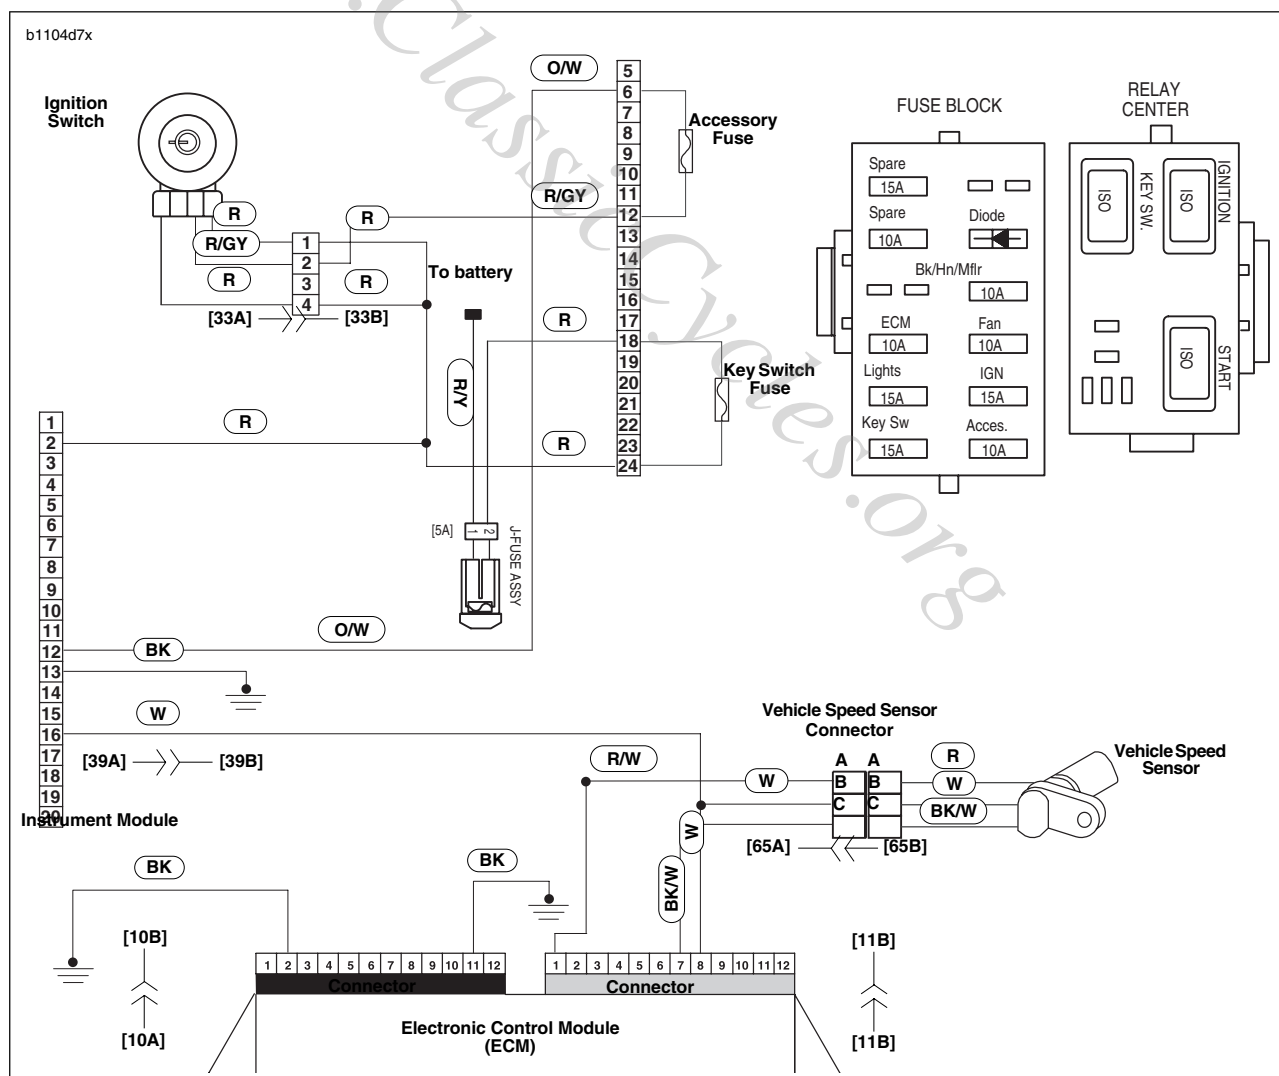 b1104d7x
.ClassicCycles.org
Ignition
Switch
R
R/GY
R
R
R
1
2
3
4
[33A]
[33B]
O/W
R/GY
To battery
R
R/Y
R
5
6
7
8
9
10
11
12
13
14
15
16
17
18
19
20
21
22
23
24
Accessory
Fuse
Key Switch
Fuse
FUSE BLOCK
Spare
15A
Spare
10A
Diode
Bk/Hn/Mflr
10A
ECM
10A
Fan
10A
Lights
15A
IGN
15A
Key Sw
15A
Acces.
10A
RELAY
CENTER
ISO
KEY SW.
ISO
IGNITION
ISO
START
[5A]
1
2
J-FUSE ASSY
1
2
3
4
5
6
7
8
9
10
11
12
13
14
15
16
17
18
19
20
R
O/W
BK
W
[39A]
[39B]
Instrument Module
Vehicle Speed Sensor
Connector
R/W
W
A A
B B
C C
R
W
BK/W
Vehicle Speed
Sensor
[65A]
[65B]
W
BK/W
BK
BK
[10B]
[10A]
[11B]
[11B]
1 2 3 4 5 6 7 8 9 10 11 12
Connector
1 2 3 4 5 6 7 8 9 10 11 12
Connector
Electronic Control Module
(ECM)